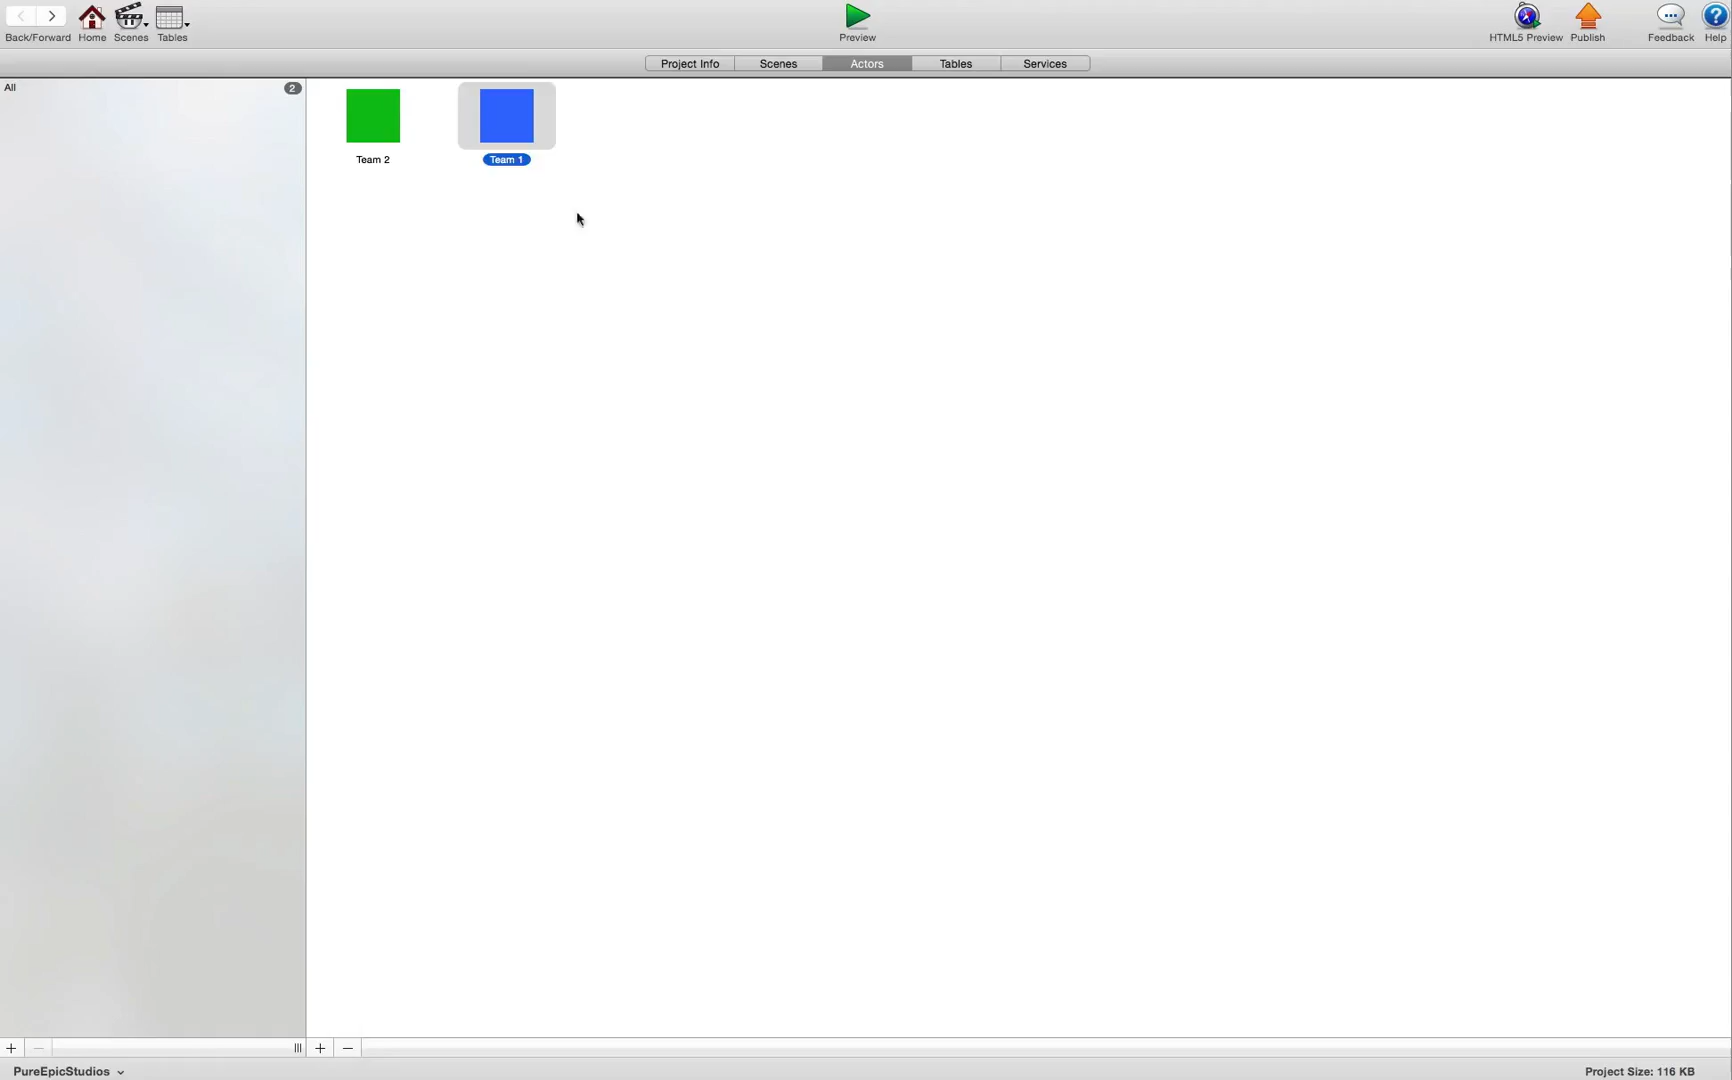 Back/Forward Home Scenes Tables Preview HTML5 Preview Publish Feedback Help
Project Info Scenes Actors Tables Services
All 2
Team 2 Team 1
PureEpicStudios Project Size: 116 KB